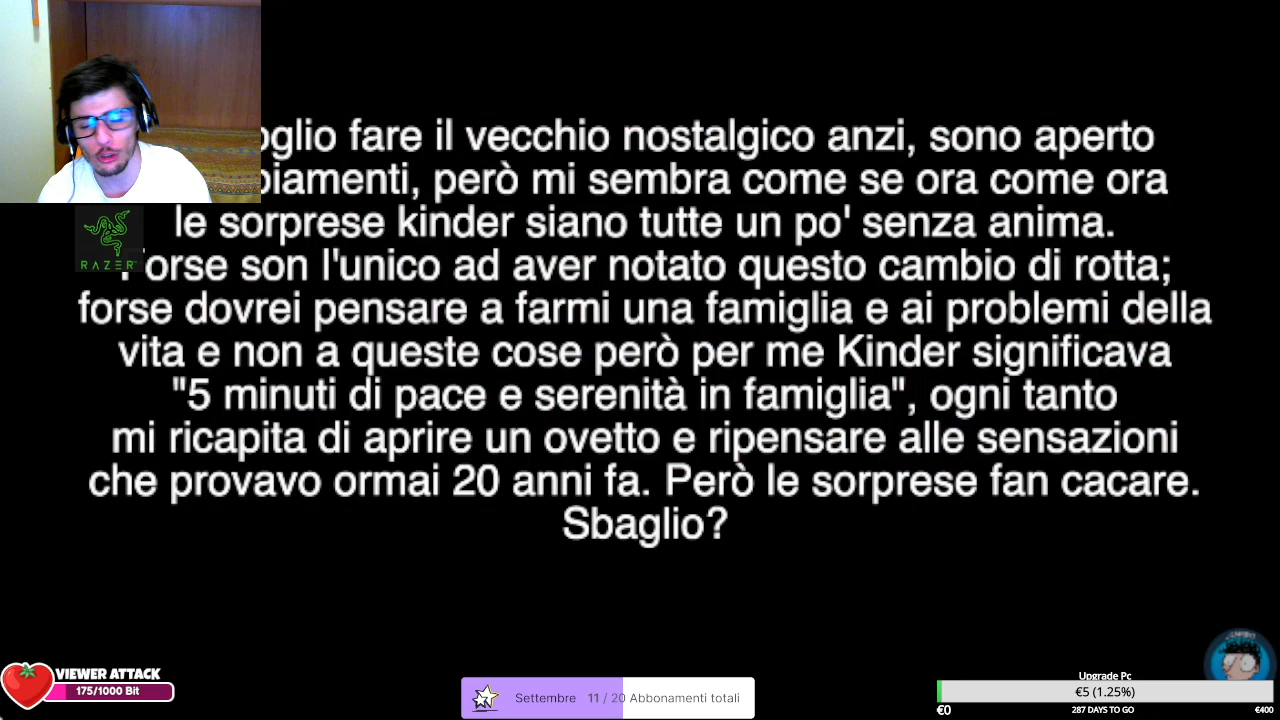 oglio fare il vecchio nostalgico anzi, sono aperto
biamenti, però mi sembra come se ora come ora
le sorprese kinder siano tutte un po' senza anima.
Forse son l'unico ad aver notato questo cambio di rotta;
forse dovrei pensare a farmi una famiglia e ai problemi della
vita e non a queste cose però per me Kinder significava
"5 minuti di pace e serenità in famiglia", ogni tanto
mi ricapita di aprire un ovetto e ripensare alle sensazioni
che provavo ormai 20 anni fa. Però le sorprese fan cacare.
Sbaglio?
RAZER
VIEWER ATTACK
175/1000 Bit
Settembre 11 / 20 Abbonamenti totali
Upgrade Pc
€5 (1.25%)
€0 287 DAYS TO GO €400